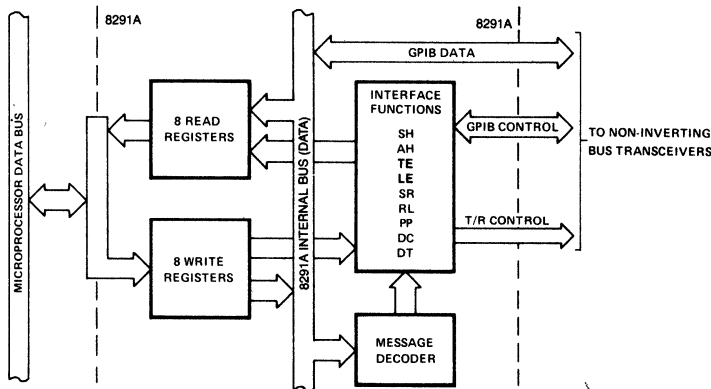 8291A
8291A
GPIB DATA
MICROPROCESSOR DATA BUS
8 READ
REGISTERS
8291A INTERNAL BUS (DATA)
INTERFACE
FUNCTIONS
SH
AH
TE
LE
SR
RL
PP
DC
DT
GPIB CONTROL
TO NON-INVERTING
BUS TRANSCEIVERS
T/R CONTROL
8 WRITE
REGISTERS
MESSAGE
DECODER